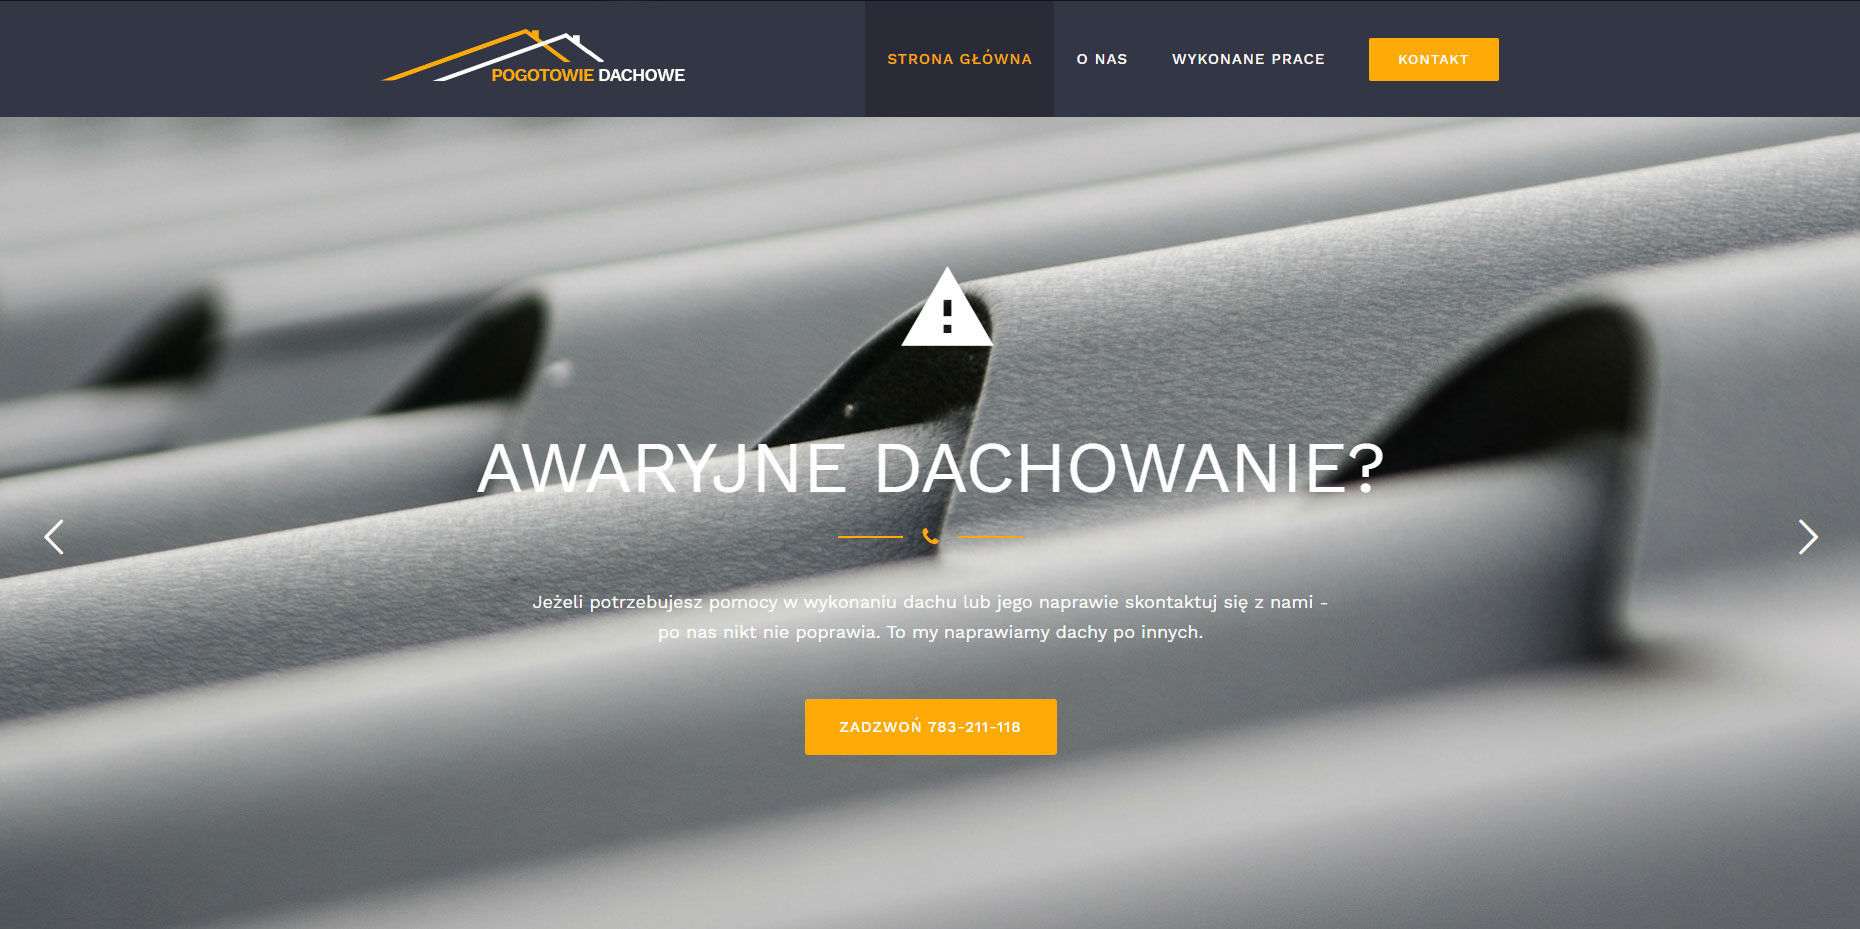 POGOTOWIE DACHOWE
STRONA GŁÓWNA
O NAS
WYKONANE PRACE
KONTAKT
AWARYJNE DACHOWANIE?
Jeżeli potrzebujesz pomocy w wykonaniu dachu lub jego naprawie skontaktuj się z nami -
po nas nikt nie poprawia. To my naprawiamy dachy po innych.
ZADZWOŃ 783-211-118